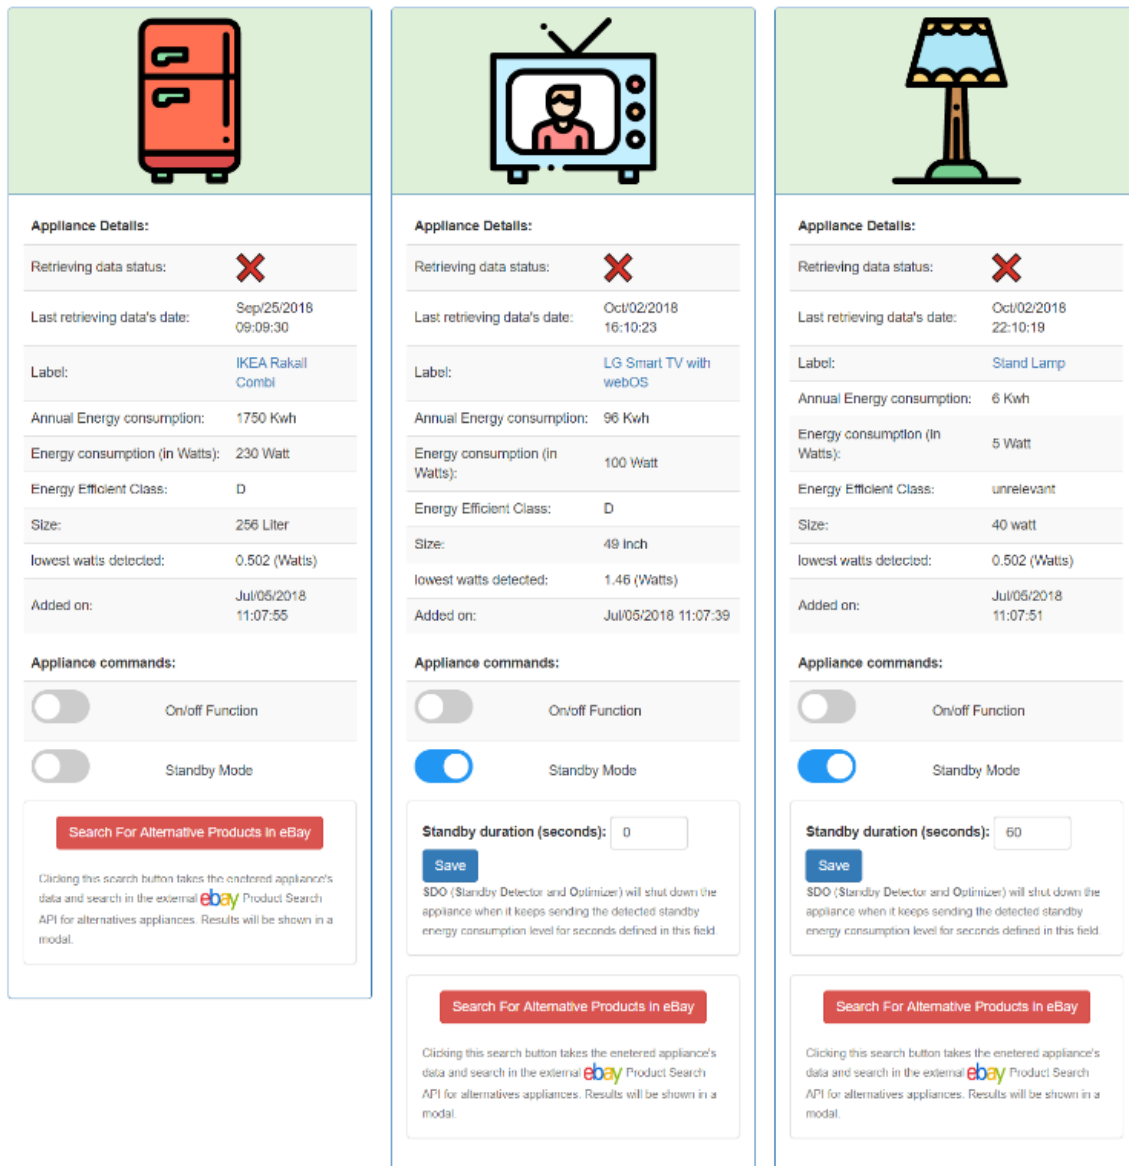 Appliance Details:
Retrieving data status:
Last retrieving data's date:
Sep/25/2018
09:09:30
Label:
IKEA Rakall
Combi
Annual Energy consumption: 1750 Kwh
Energy consumption (in Watts): 230 Watt
Energy Efficient Class: D
Size: 256 Liter
lowest watts detected: 0.502 (Watts)
Added on:
Jul/05/2018
11:07:55
Appliance commands:
On/off Function
Standby Mode
Search For Alternative Products in eBay
Clicking this search button takes the enetered appliance's
data and search in the external ebay Product Search
API for alternatives appliances. Results will be shown in a
modal.
Appliance Details:
Retrieving data status:
Last retrieving data's date:
Oct/02/2018
16:10:23
Label:
LG Smart TV with
webOS
Annual Energy consumption: 96 Kwh
Energy consumption (in
Watts):
100 Watt
Energy Efficient Class: D
Size: 49 inch
lowest watts detected: 1.46 (Watts)
Added on: Jul/05/2018 11:07:39
Appliance commands:
On/off Function
Standby Mode
Standby duration (seconds): 0
Save
SDO (Standby Detector and Optimizer) will shut down the
appliance when it keeps sending the detected standby
energy consumption level for seconds defined in this field.
Search For Alternative Products in eBay
Clicking this search button takes the enetered appliance's
data and search in the external ebay Product Search
API for alternatives appliances. Results will be shown in a
modal.
Appliance Details:
Retrieving data status:
Last retrieving data's date:
Oct/02/2018
22:10:19
Label: Stand Lamp
Annual Energy consumption: 6 Kwh
Energy consumption (in
Watts):
5 Watt
Energy Efficient Class: unrelevant
Size: 40 watt
lowest watts detected: 0.502 (Watts)
Added on:
Jul/05/2018
11:07:51
Appliance commands:
On/off Function
Standby Mode
Standby duration (seconds): 60
Save
SDO (Standby Detector and Optimizer) will shut down the
appliance when it keeps sending the detected standby
energy consumption level for seconds defined in this field.
Search For Alternative Products in eBay
Clicking this search button takes the enetered appliance's
data and search in the external ebay Product Search
API for alternatives appliances. Results will be shown in a
modal.